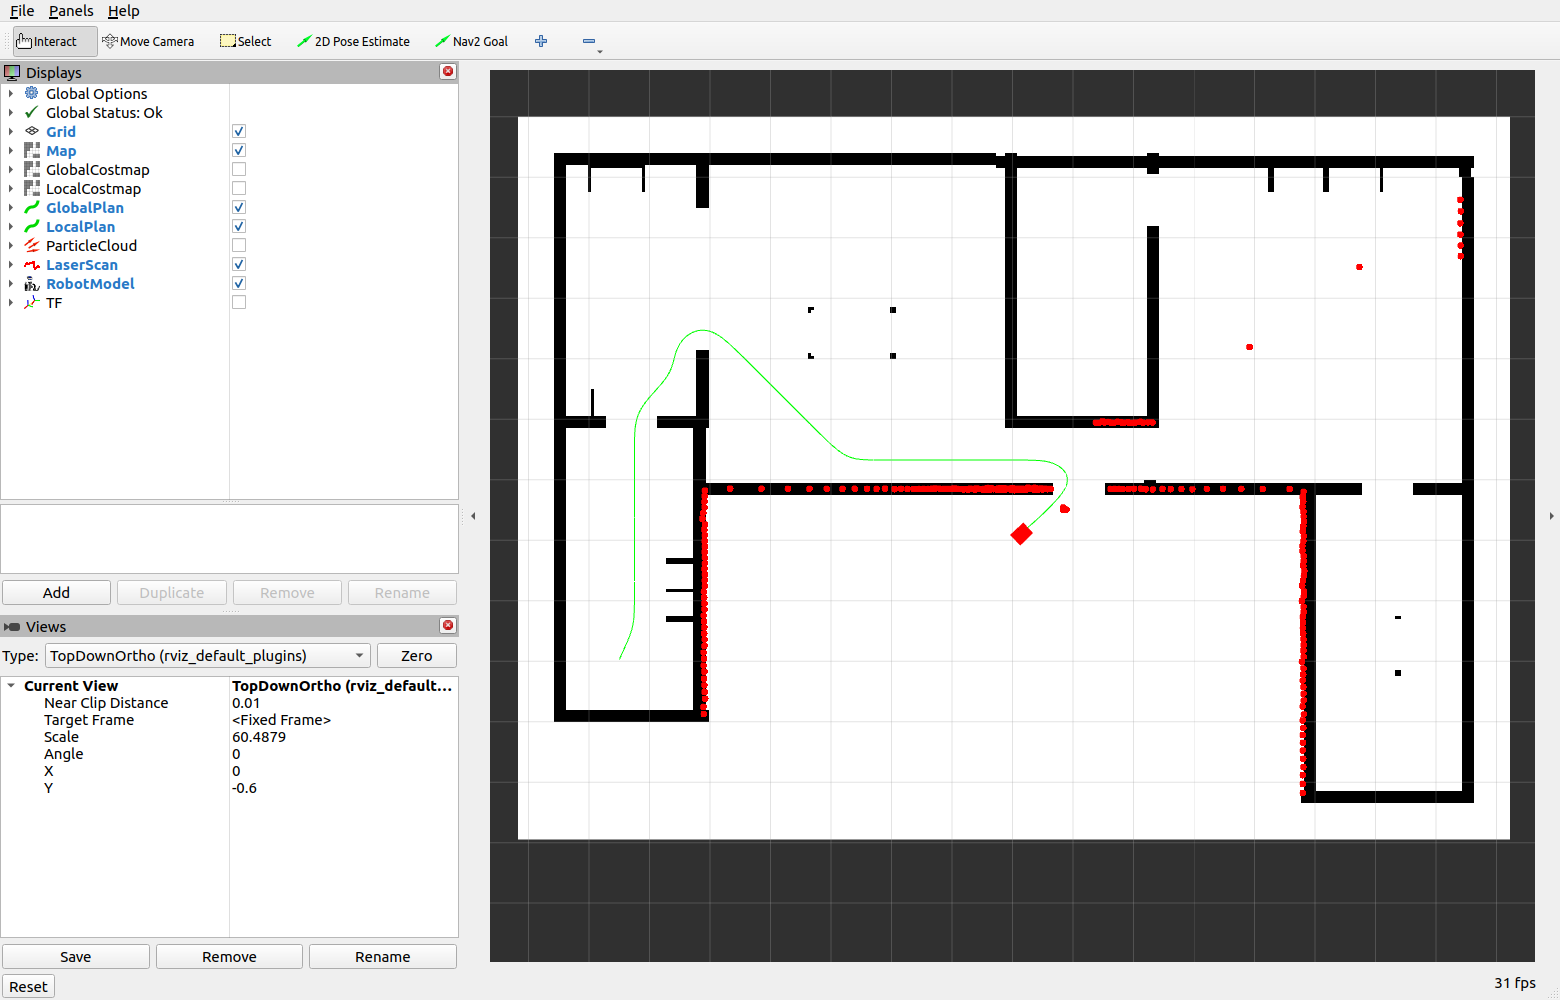 File Panels Help
Interact Move Camera Select 2D Pose Estimate Nav2 Goal
Displays
Global Options
Global Status: Ok
Grid
Map
GlobalCostmap
LocalCostmap
GlobalPlan
LocalPlan
ParticleCloud
LaserScan
RobotModel
TF
Add Duplicate Remove Rename
Views
Type: TopDownOrtho (rviz_default_plugins) Zero
Current View TopDownOrtho (rviz_default...
Near Clip Distance 0.01
Target Frame <Fixed Frame>
Scale 60.4879
Angle 0
X 0
Y -0.6
Save Remove Rename
Reset 31 fps